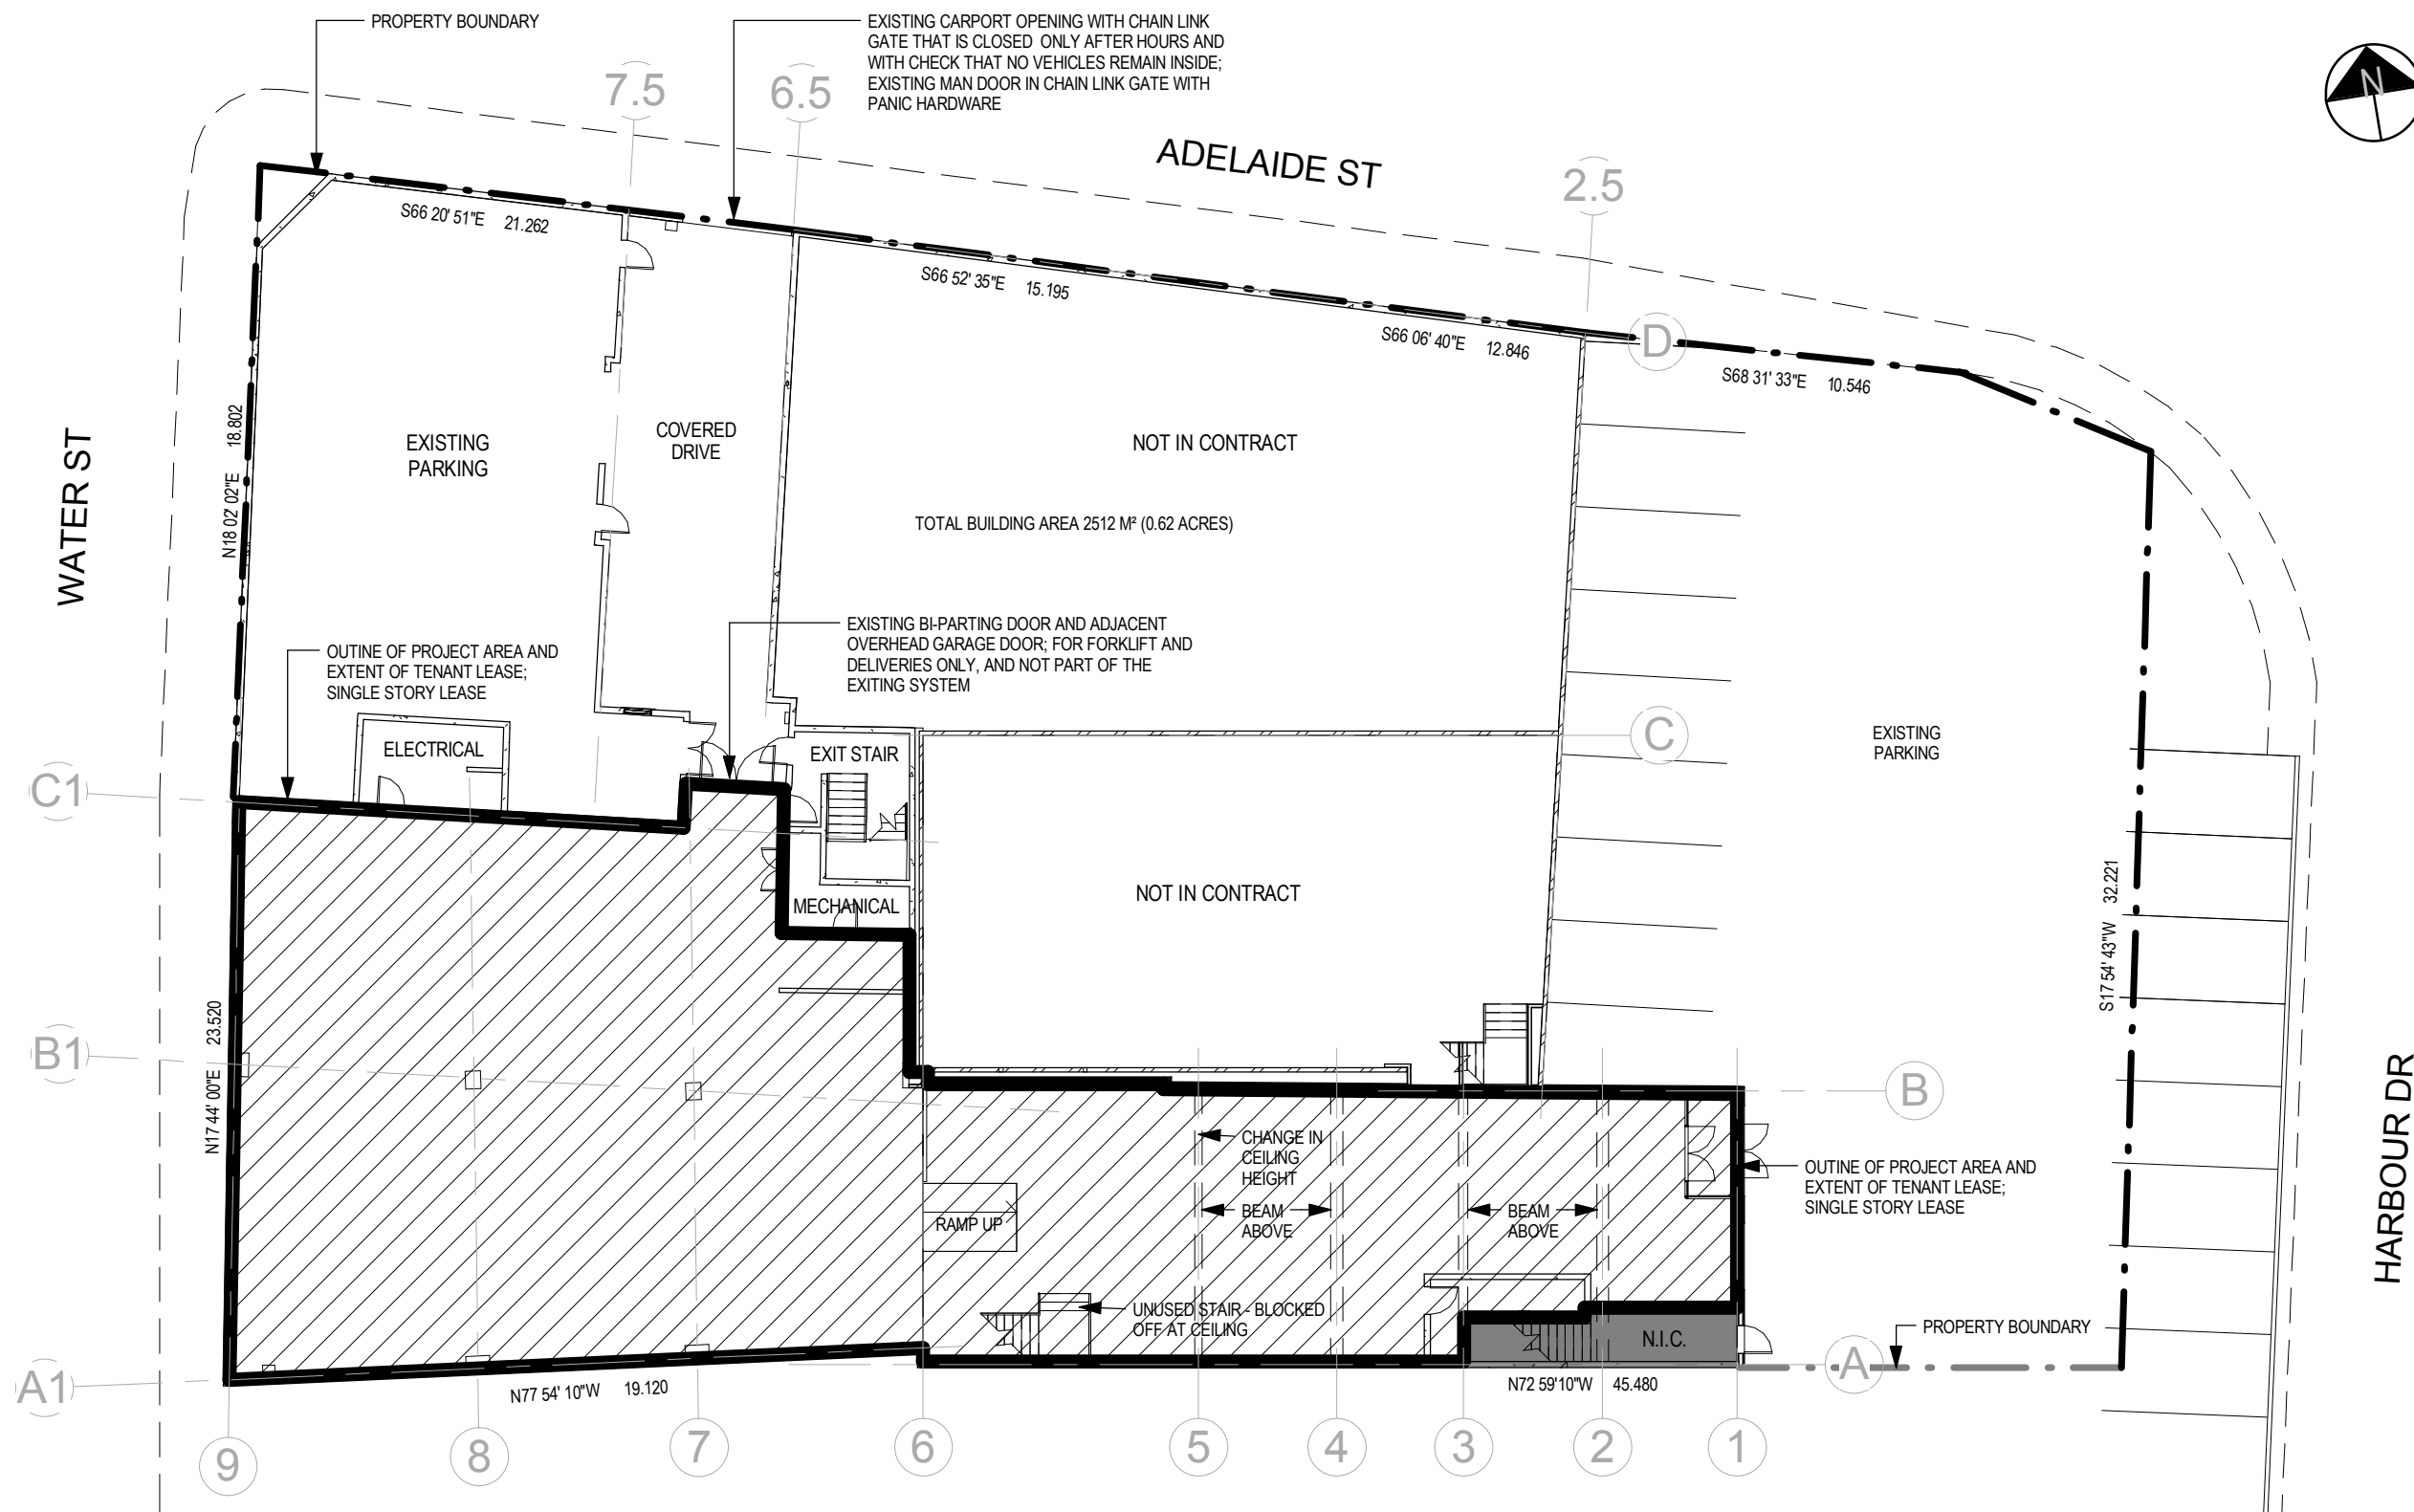 PROPERTY BOUNDARY
EXISTING CARPORT OPENING WITH CHAIN LINK
GATE THAT IS CLOSED ONLY AFTER HOURS AND
WITH CHECK THAT NO VEHICLES REMAIN INSIDE;
EXISTING MAN DOOR IN CHAIN LINK GATE WITH
PANIC HARDWARE
N
7.5
6.5
ADELAIDE ST
2.5
S66 20' 51"E 21.262
S66 52' 35"E 15.195
S66 06' 40"E 12.846
D
S68 31' 33"E 10.546
WATER ST
N18 02' 02"E 18.802
EXISTING
PARKING
COVERED
DRIVE
NOT IN CONTRACT
TOTAL BUILDING AREA 2512 M² (0.62 ACRES)
OUTINE OF PROJECT AREA AND
EXTENT OF TENANT LEASE;
SINGLE STORY LEASE
EXISTING BI-PARTING DOOR AND ADJACENT
OVERHEAD GARAGE DOOR; FOR FORKLIFT AND
DELIVERIES ONLY, AND NOT PART OF THE
EXITING SYSTEM
ELECTRICAL
EXIT STAIR
C
EXISTING
PARKING
C1
MECHANICAL
NOT IN CONTRACT
S17 54' 43"W 32.221
N17 44' 00"E 23.520
B1
B
HARBOUR DR
CHANGE IN
CEILING
HEIGHT
OUTINE OF PROJECT AREA AND
EXTENT OF TENANT LEASE;
SINGLE STORY LEASE
RAMP UP
BEAM
ABOVE
BEAM
ABOVE
UNUSED STAIR - BLOCKED
OFF AT CEILING
N.I.C.
PROPERTY BOUNDARY
A
A1
N77 54' 10"W 19.120
N72 59'10"W 45.480
9
8
7
6
5
4
3
2
1